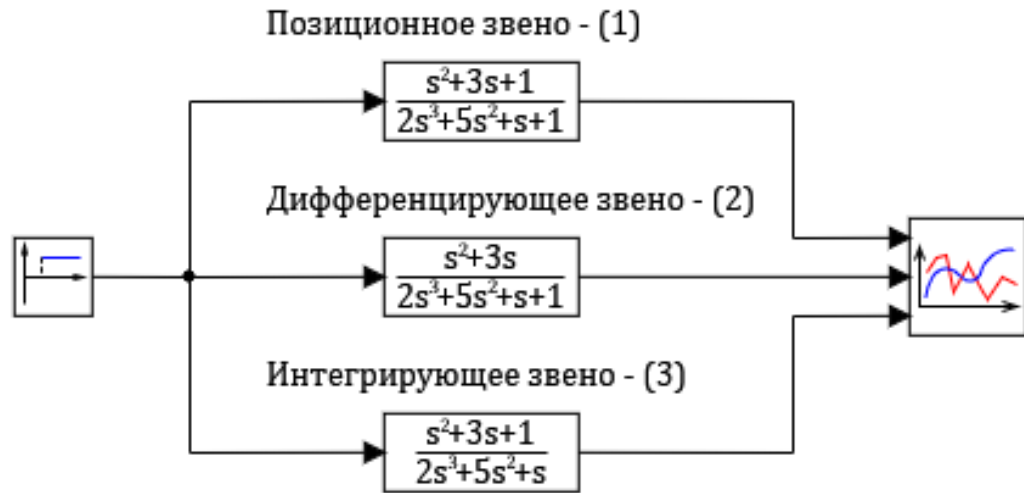 Позиционное звено - (1)
s²+3s+1
2s³+5s²+s+1
Дифференцирующее звено - (2)
s²+3s
2s³+5s²+s+1
Интегрирующее звено - (3)
s²+3s+1
2s³+5s²+s